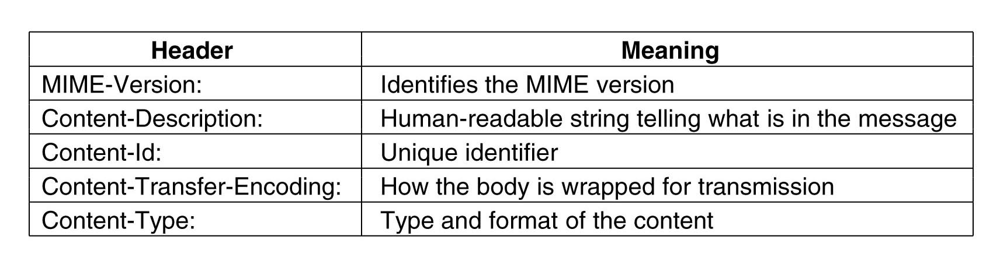 Header Meaning
MIME-Version: Identifies the MIME version
Content-Description: Human-readable string telling what is in the message
Content-Id: Unique identifier
Content-Transfer-Encoding: How the body is wrapped for transmission
Content-Type: Type and format of the content